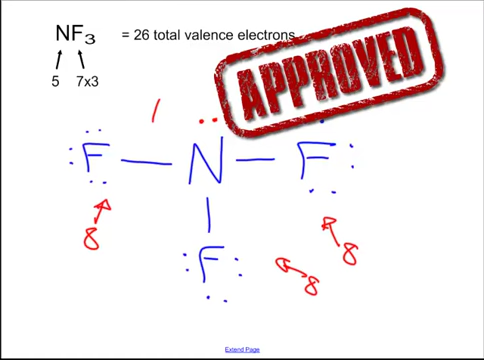 NF₃ = 26 total valence electrons
5 7x3
APPROVED
F N F
8
8
F
8
Extend Page